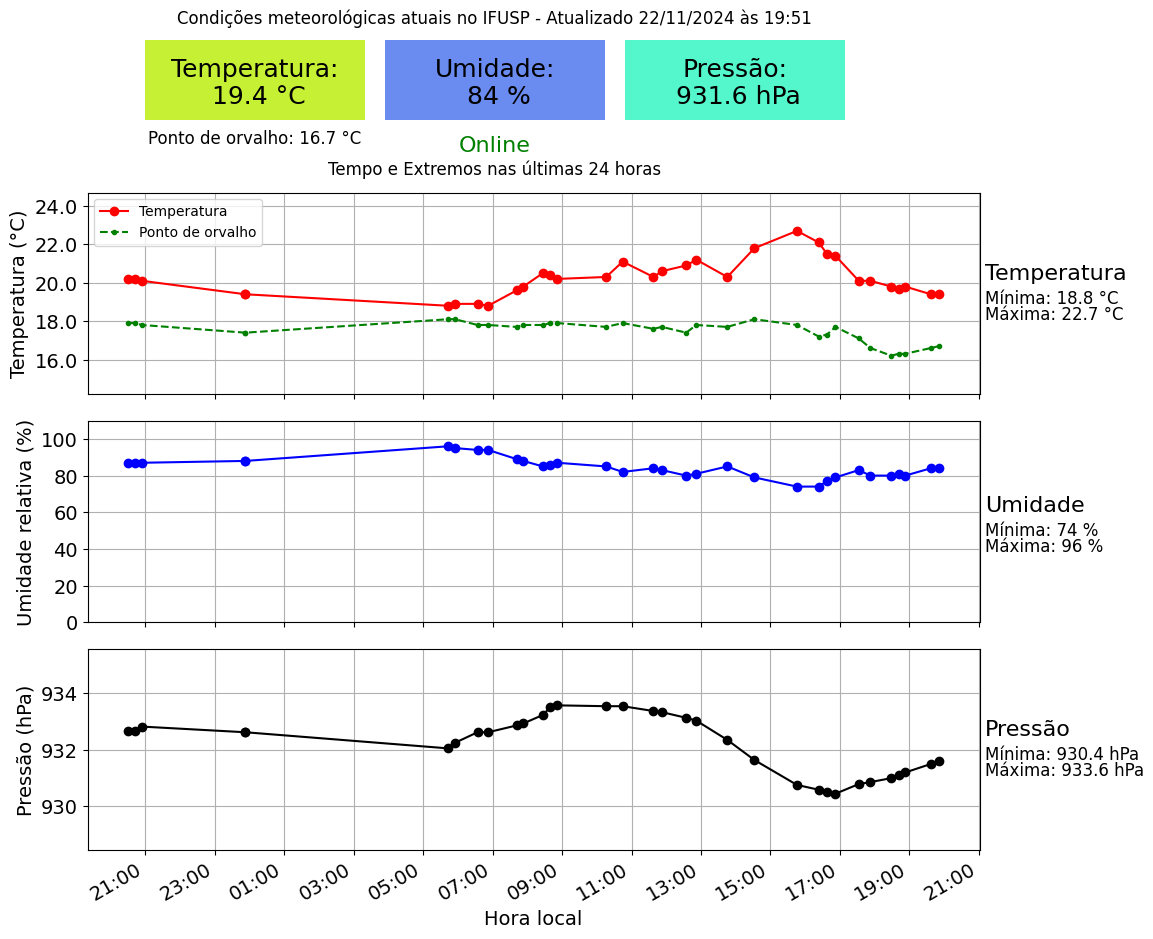 Condições meteorológicas atuais no IFUSP - Atualizado 22/11/2024 às 19:51
Temperatura:
19.4 °C
Umidade:
84 %
Pressão:
931.6 hPa
Ponto de orvalho: 16.7 °C
Online
Tempo e Extremos nas últimas 24 horas
Temperatura (°C)
24.0
22.0
20.0
18.0
16.0
Temperatura
Ponto de orvalho
Temperatura
Mínima: 18.8 °C
Máxima: 22.7 °C
Umidade relativa (%)
100
80
60
40
20
0
Umidade
Mínima: 74 %
Máxima: 96 %
Pressão (hPa)
934
932
930
Pressão
Mínima: 930.4 hPa
Máxima: 933.6 hPa
21:00
23:00
01:00
03:00
05:00
07:00
09:00
11:00
13:00
15:00
17:00
19:00
21:00
Hora local